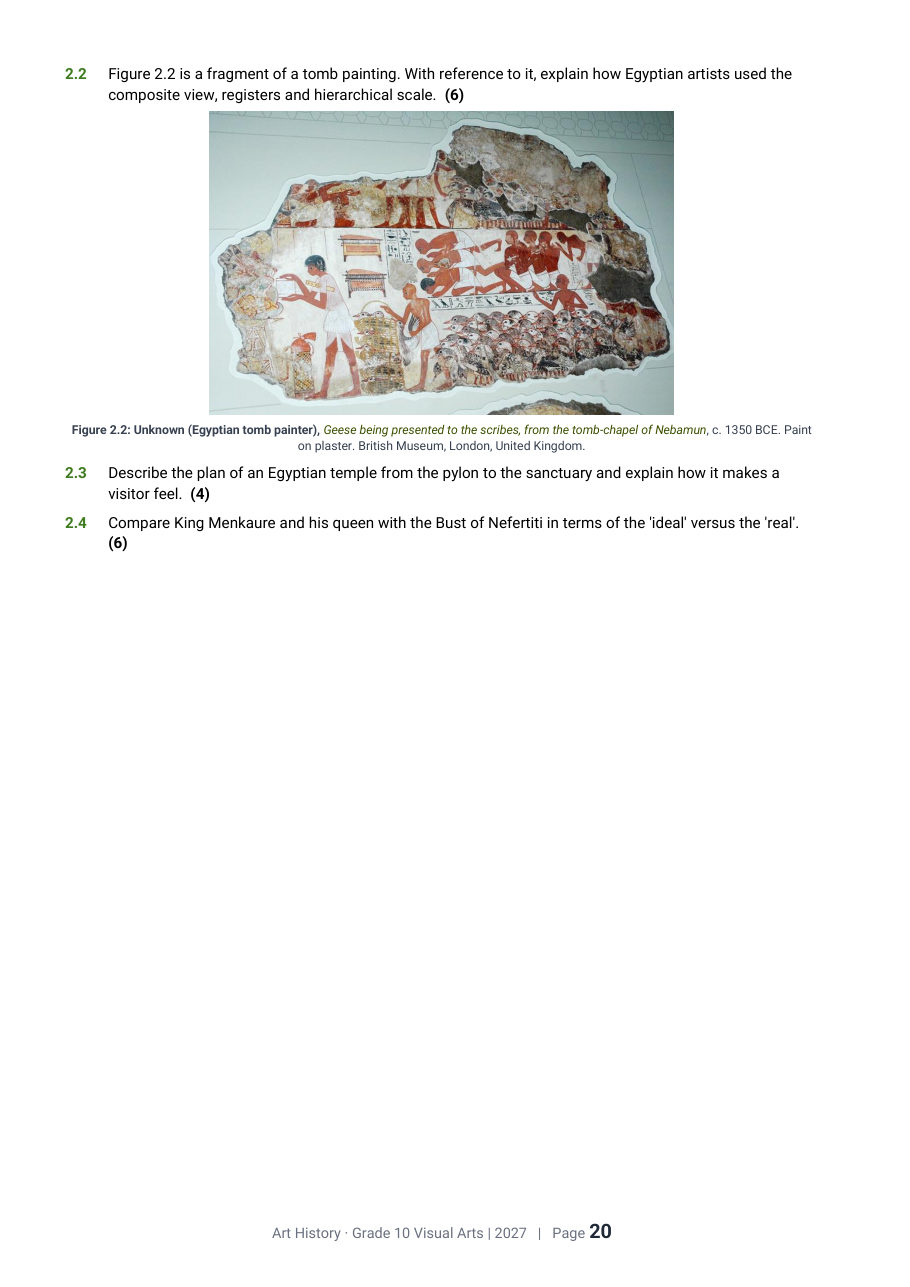 2.2 Figure 2.2 is a fragment of a tomb painting. With reference to it, explain how Egyptian artists used the
composite view, registers and hierarchical scale. (6)
Figure 2.2: Unknown (Egyptian tomb painter), Geese being presented to the scribes, from the tomb-chapel of Nebamun, c. 1350 BCE. Paint
on plaster. British Museum, London, United Kingdom.
2.3 Describe the plan of an Egyptian temple from the pylon to the sanctuary and explain how it makes a
visitor feel. (4)
2.4 Compare King Menkaure and his queen with the Bust of Nefertiti in terms of the 'ideal' versus the 'real'.
(6)
Art History · Grade 10 Visual Arts | 2027 | Page 20